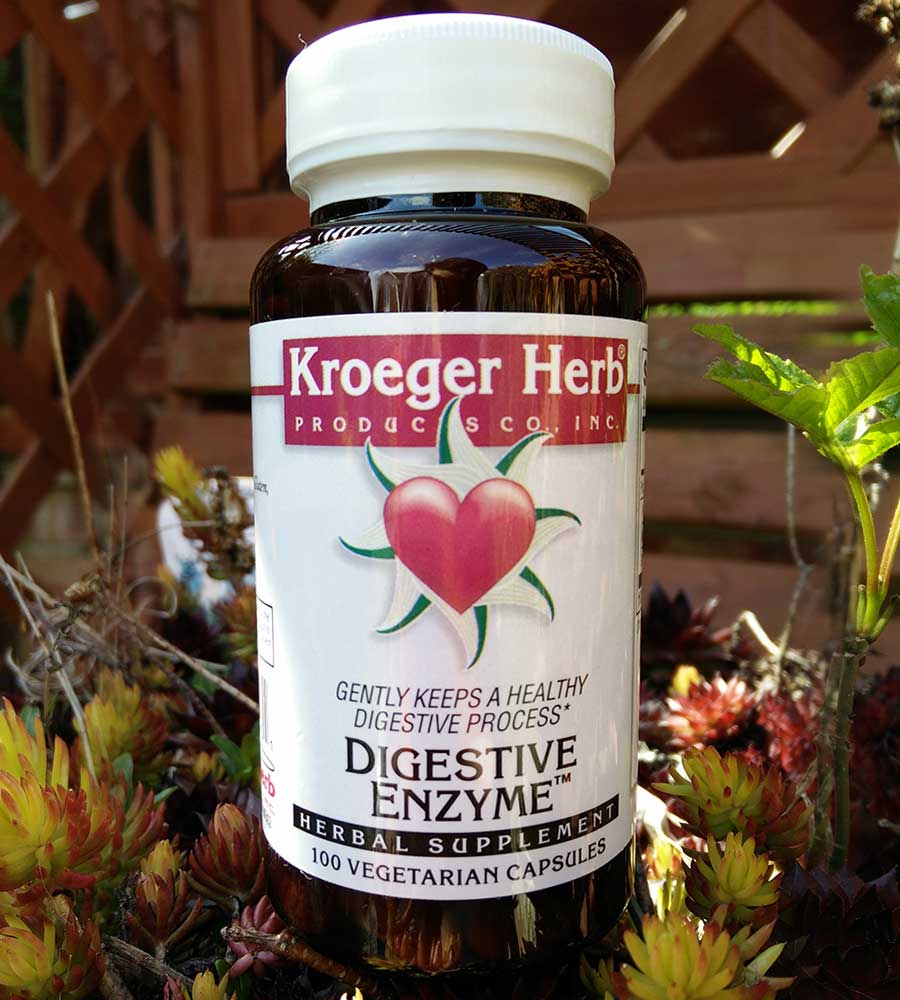 Kroeger Herb®
PRODUCTS CO., INC.
GENTLY KEEPS A HEALTHY
DIGESTIVE PROCESS*
DIGESTIVE
ENZYME™
HERBAL SUPPLEMENT
100 VEGETARIAN CAPSULES